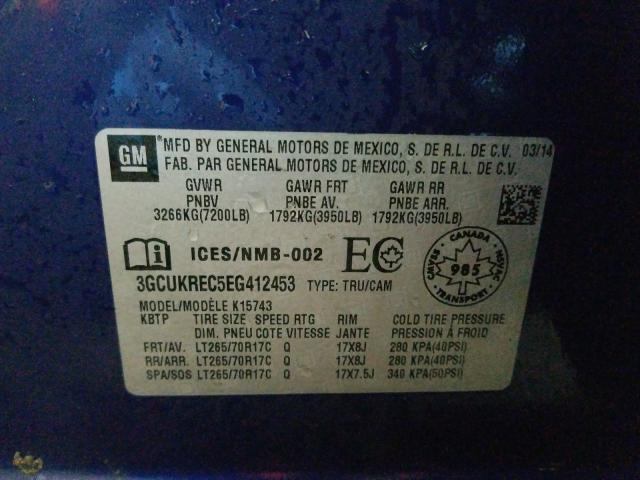 GM
MFD BY GENERAL MOTORS DE MEXICO, S. DE R.L. DE C.V. 03/14
FAB. PAR GENERAL MOTORS DE MEXICO, S. DE R.L. DE C.V.
GVWR GAWR FRT GAWR RR
PNBV PNBE AV. PNBE ARR.
3266KG(7200LB) 1792KG(3950LB) 1792KG(3950LB)
ICES/NMB-002 EC
CANADA
CMVSS NSVAC
985
TRANSPORT
3GCUKREC5EG412453 TYPE: TRU/CAM
MODEL/MODÈLE K15743
KBTP TIRE SIZE SPEED RTG RIM COLD TIRE PRESSURE
DIM. PNEU COTE VITESSE JANTE PRESSION À FROID
FRT/AV. LT265/70R17C Q 17X8J 280 KPA(40PSI)
RR/ARR. LT265/70R17C Q 17X8J 280 KPA(40PSI)
SPA/SOS LT265/70R17C Q 17X7.5J 340 KPA(50PSI)